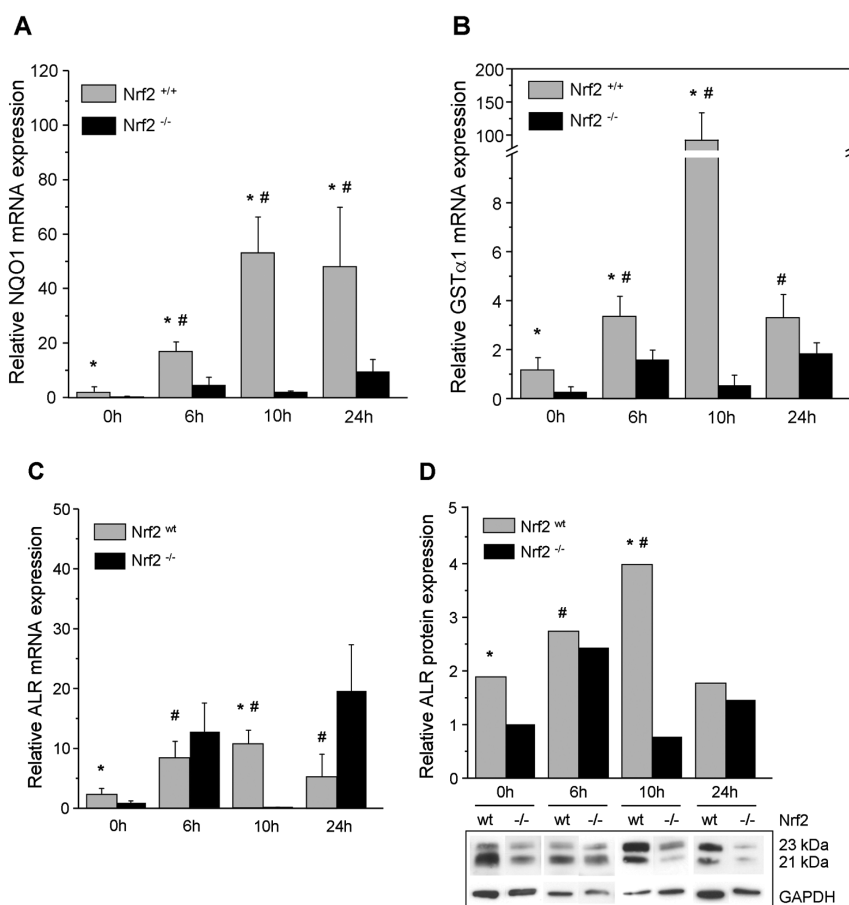 A
Relative NQO1 mRNA expression
120
100
80
60
40
20
0
Nrf2 +/+
Nrf2 -/-
*
* #
* #
* #
0h 6h 10h 24h
B
Relative GSTα1 mRNA expression
200
150
100
8
6
4
2
0
Nrf2 +/+
Nrf2 -/-
*
* #
* #
#
0h 6h 10h 24h
C
Relative ALR mRNA expression
50
40
30
20
10
0
Nrf2 wt
Nrf2 -/-
*
#
* #
#
0h 6h 10h 24h
D
Relative ALR protein expression
5
4
3
2
1
0
Nrf2 wt
Nrf2 -/-
*
#
* #
0h 6h 10h 24h
wt -/- wt -/- wt -/- wt -/- Nrf2
23 kDa
21 kDa
GAPDH